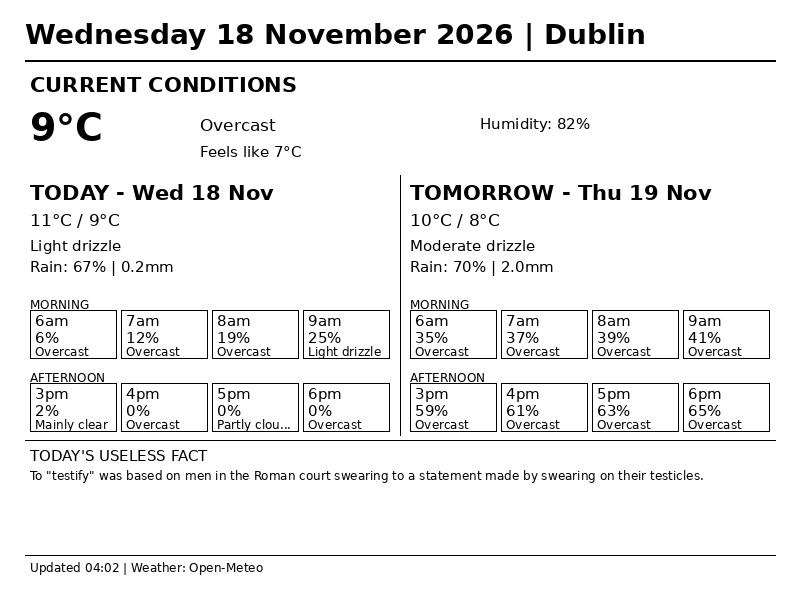 Wednesday 18 November 2026 | Dublin
CURRENT CONDITIONS
9°C
Overcast
Feels like 7°C
Humidity: 82%
TODAY - Wed 18 Nov
11°C / 9°C
Light drizzle
Rain: 67% | 0.2mm
MORNING
6am
6%
Overcast
7am
12%
Overcast
8am
19%
Overcast
9am
25%
Light drizzle
AFTERNOON
3pm
2%
Mainly clear
4pm
0%
Overcast
5pm
0%
Partly clou...
6pm
0%
Overcast
TOMORROW - Thu 19 Nov
10°C / 8°C
Moderate drizzle
Rain: 70% | 2.0mm
MORNING
6am
35%
Overcast
7am
37%
Overcast
8am
39%
Overcast
9am
41%
Overcast
AFTERNOON
3pm
59%
Overcast
4pm
61%
Overcast
5pm
63%
Overcast
6pm
65%
Overcast
TODAY'S USELESS FACT
To "testify" was based on men in the Roman court swearing to a statement made by swearing on their testicles.
Updated 04:02 | Weather: Open-Meteo